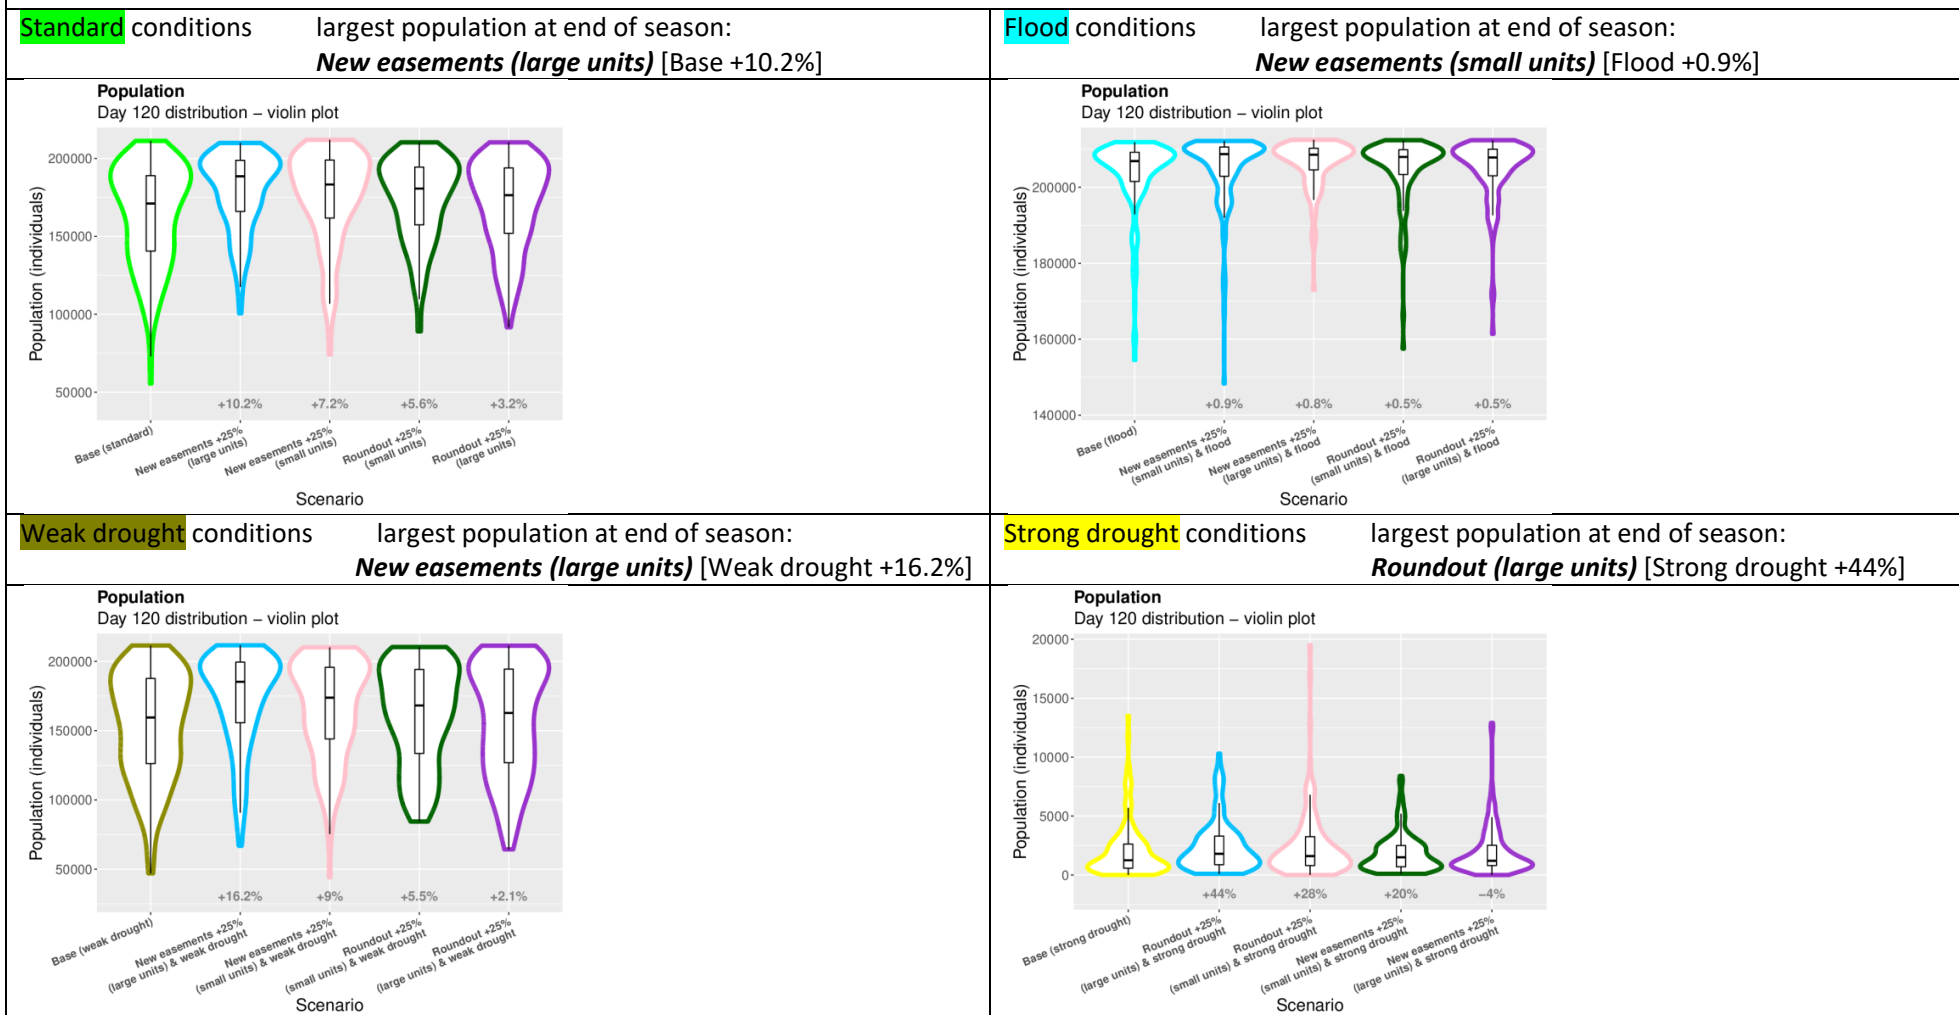 Standard conditions largest population at end of season:
New easements (large units) [Base +10.2%]
Population
Day 120 distribution – violin plot
Population (individuals)
200000
150000
100000
50000
+10.2%
+7.2%
+5.6%
+3.2%
Base (standard)
New easements +25%
(large units)
New easements +25%
(small units)
Roundout +25%
(small units)
Roundout +25%
(large units)
Scenario
Flood conditions largest population at end of season:
New easements (small units) [Flood +0.9%]
Population
Day 120 distribution – violin plot
Population (individuals)
200000
180000
160000
140000
+0.9%
+0.8%
+0.5%
+0.5%
Base (flood)
New easements +25%
(small units) & flood
New easements +25%
(large units) & flood
Roundout +25%
(small units) & flood
Roundout +25%
(large units) & flood
Scenario
Weak drought conditions largest population at end of season:
New easements (large units) [Weak drought +16.2%]
Population
Day 120 distribution – violin plot
Population (individuals)
200000
150000
100000
50000
+16.2%
+9%
+5.5%
+2.1%
Base (weak drought)
New easements +25%
(large units) & weak drought
New easements +25%
(small units) & weak drought
Roundout +25%
(small units) & weak drought
Roundout +25%
(large units) & weak drought
Scenario
Strong drought conditions largest population at end of season:
Roundout (large units) [Strong drought +44%]
Population
Day 120 distribution – violin plot
Population (individuals)
20000
15000
10000
5000
0
+44%
+28%
+20%
−4%
Base (strong drought)
Roundout +25%
(large units) & strong drought
Roundout +25%
(small units) & strong drought
New easements +25%
(small units) & strong drought
New easements +25%
(large units) & strong drought
Scenario